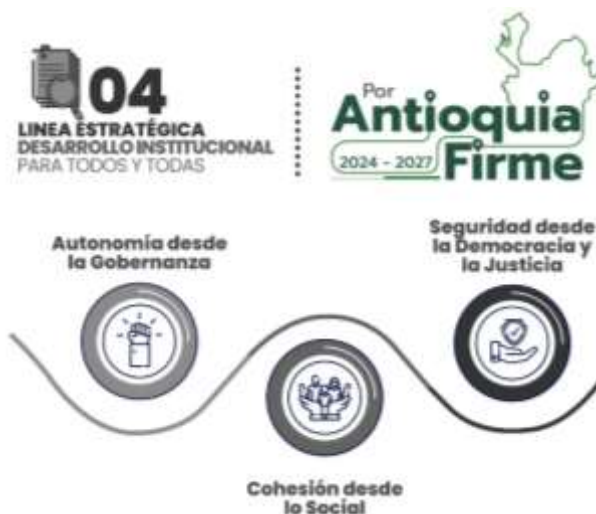 04
LINEA ESTRATÉGICA
DESARROLLO INSTITUCIONAL
PARA TODOS Y TODAS
Por
Antioquia
2024 - 2027 Firme
Autonomía desde
la Gobernanza
Seguridad desde
la Democracia y
la Justicia
Cohesión desde
lo Social